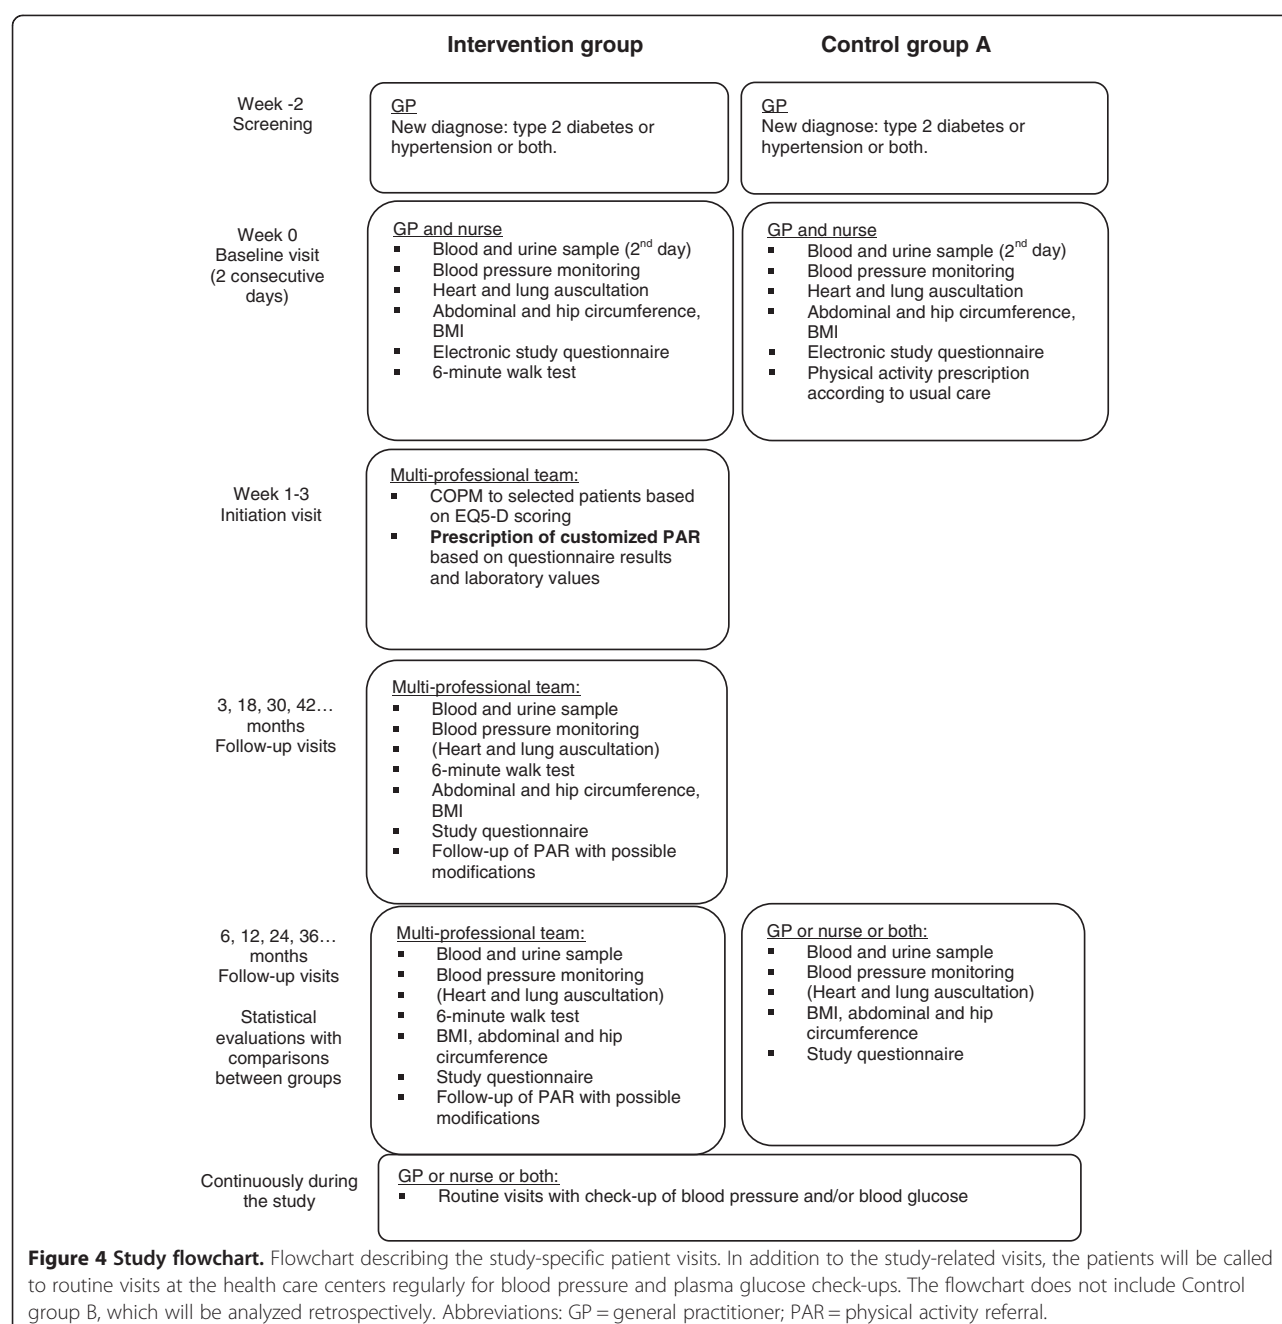 Intervention group
Control group A
Week -2
Screening
GP
New diagnose: type 2 diabetes or
hypertension or both.
GP
New diagnose: type 2 diabetes or
hypertension or both.
Week 0
Baseline visit
(2 consecutive
days)
GP and nurse
▪ Blood and urine sample (2nd day)
▪ Blood pressure monitoring
▪ Heart and lung auscultation
▪ Abdominal and hip circumference,
BMI
▪ Electronic study questionnaire
▪ 6-minute walk test
GP and nurse
▪ Blood and urine sample (2nd day)
▪ Blood pressure monitoring
▪ Heart and lung auscultation
▪ Abdominal and hip circumference,
BMI
▪ Electronic study questionnaire
▪ Physical activity prescription
according to usual care
Week 1-3
Initiation visit
Multi-professional team:
▪ COPM to selected patients based
on EQ5-D scoring
▪ Prescription of customized PAR
based on questionnaire results
and laboratory values
3, 18, 30, 42…
months
Follow-up visits
Multi-professional team:
▪ Blood and urine sample
▪ Blood pressure monitoring
▪ (Heart and lung auscultation)
▪ 6-minute walk test
▪ Abdominal and hip circumference,
BMI
▪ Study questionnaire
▪ Follow-up of PAR with possible
modifications
6, 12, 24, 36…
months
Follow-up visits
Statistical
evaluations with
comparisons
between groups
Multi-professional team:
▪ Blood and urine sample
▪ Blood pressure monitoring
▪ (Heart and lung auscultation)
▪ 6-minute walk test
▪ BMI, abdominal and hip
circumference
▪ Study questionnaire
▪ Follow-up of PAR with possible
modifications
GP or nurse or both:
▪ Blood and urine sample
▪ Blood pressure monitoring
▪ (Heart and lung auscultation)
▪ BMI, abdominal and hip
circumference
▪ Study questionnaire
Continuously during
the study
GP or nurse or both:
▪ Routine visits with check-up of blood pressure and/or blood glucose
Figure 4 Study flowchart. Flowchart describing the study-specific patient visits. In addition to the study-related visits, the patients will be called
to routine visits at the health care centers regularly for blood pressure and plasma glucose check-ups. The flowchart does not include Control
group B, which will be analyzed retrospectively. Abbreviations: GP = general practitioner; PAR = physical activity referral.